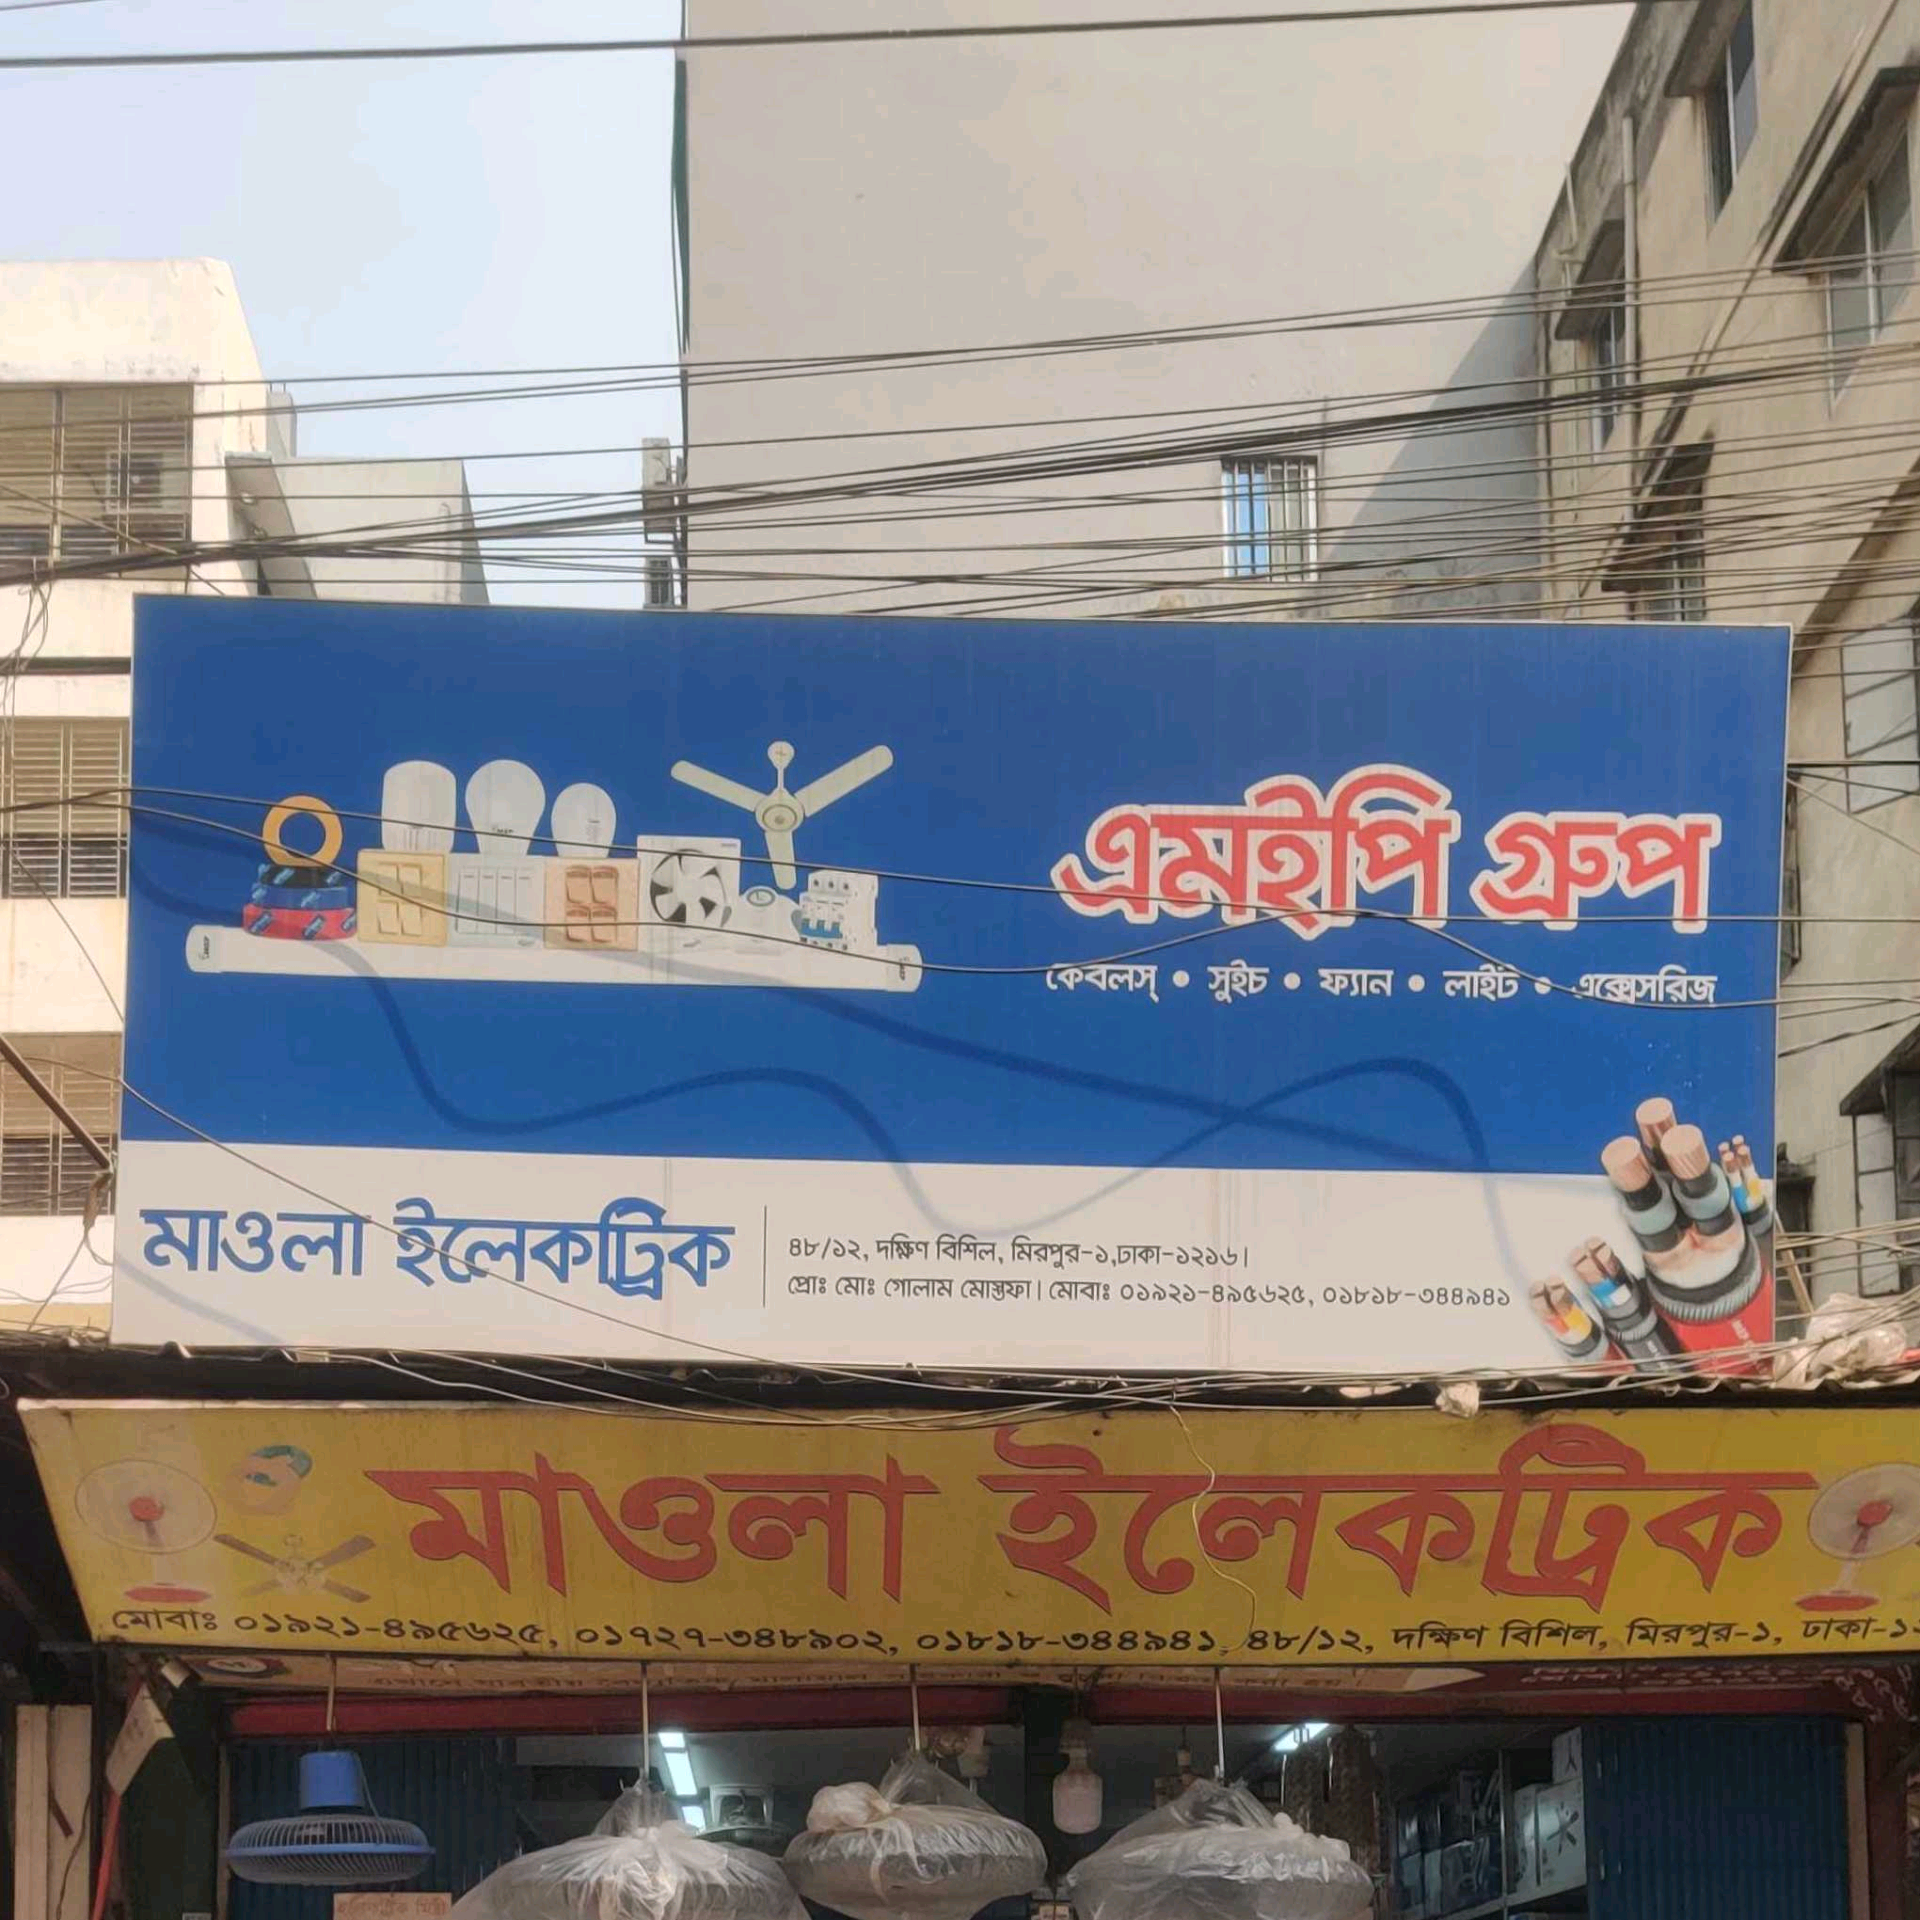 এমইপি গ্রুপ
কেবলস্ • সুইচ • ফ্যান • লাইট • এক্সেসরিজ
মাওলা ইলেকট্রিক
৪৮/১২, দক্ষিণ বিশিল, মিরপুর-১,ঢাকা-১২১৬।
প্রোঃ মোঃ গোলাম মোস্তফা। মোবাঃ ০১৯২১-৪৯৫৬২৫, ০১৮১৮-৩৪৪৯৪১
মাওলা ইলেকট্রিক
মোবাঃ ০১৯২১-৪৯৫৬২৫, ০১৭২৭-৩৪৮৯০২, ০১৮১৮-৩৪৪৯৪১, ৪৮/১২, দক্ষিণ বিশিল, মিরপুর-১, ঢাকা-১২